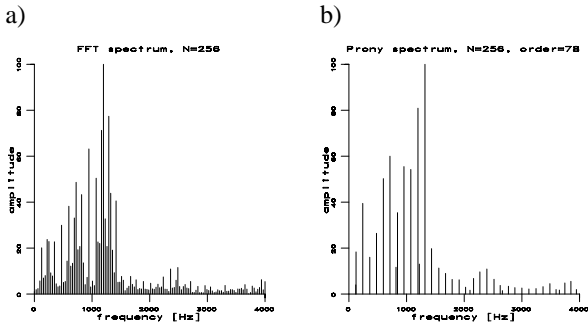 a)
b)
FFT spectrum, N=256
Prony spectrum, N=256, order=78
100
80
60
40
20
0
amplitude
0
1000
2000
3000
4000
frequency [Hz]
100
80
60
40
20
0
amplitude
0
1000
2000
3000
4000
frequency [Hz]